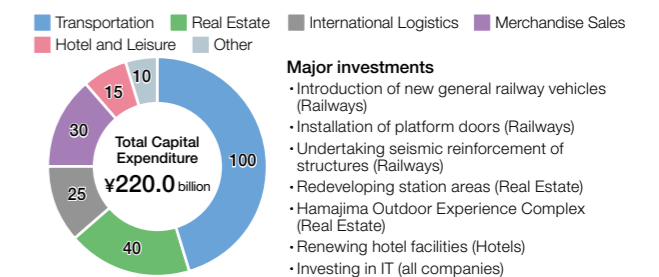 Transportation Real Estate International Logistics Merchandise Sales
Hotel and Leisure Other
10
15
30
25
40
100
Total Capital
Expenditure
¥220.0 billion
Major investments
・Introduction of new general railway vehicles
(Railways)
・Installation of platform doors (Railways)
・Undertaking seismic reinforcement of
structures (Railways)
・Redeveloping station areas (Real Estate)
・Hamajima Outdoor Experience Complex
(Real Estate)
・Renewing hotel facilities (Hotels)
・Investing in IT (all companies)